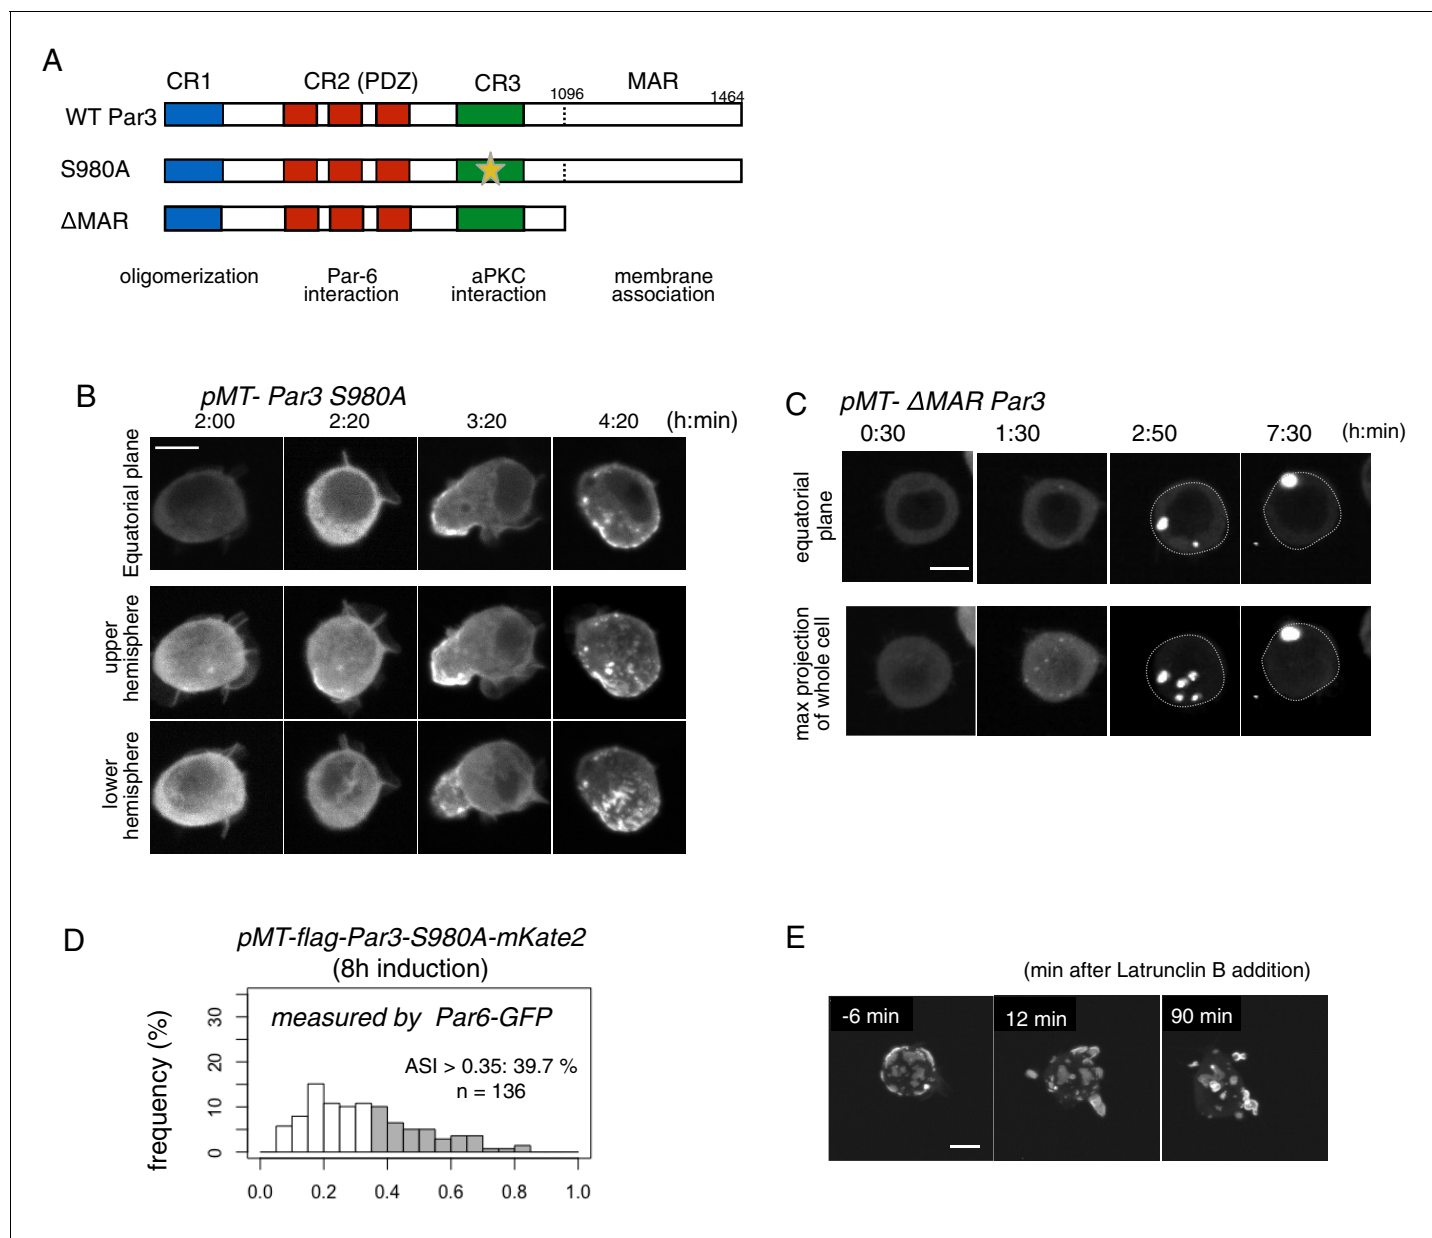 A
CR1 CR2 (PDZ) CR3 MAR
1096 1464
WT Par3
S980A
ΔMAR
oligomerization Par-6 aPKC membrane
interaction interaction association
B
pMT- Par3 S980A
2:00 2:20 3:20 4:20 (h:min)
Equatorial plane
upper
hemisphere
lower
hemisphere
C
pMT- ΔMAR Par3
0:30 1:30 2:50 7:30 (h:min)
equatorial
plane
max projection
of whole cell
D
pMT-flag-Par3-S980A-mKate2
(8h induction)
measured by Par6-GFP
ASI > 0.35: 39.7 %
n = 136
frequency (%)
30
20
10
0
0.0 0.2 0.4 0.6 0.8 1.0
E
(min after Latrunclin B addition)
-6 min 12 min 90 min